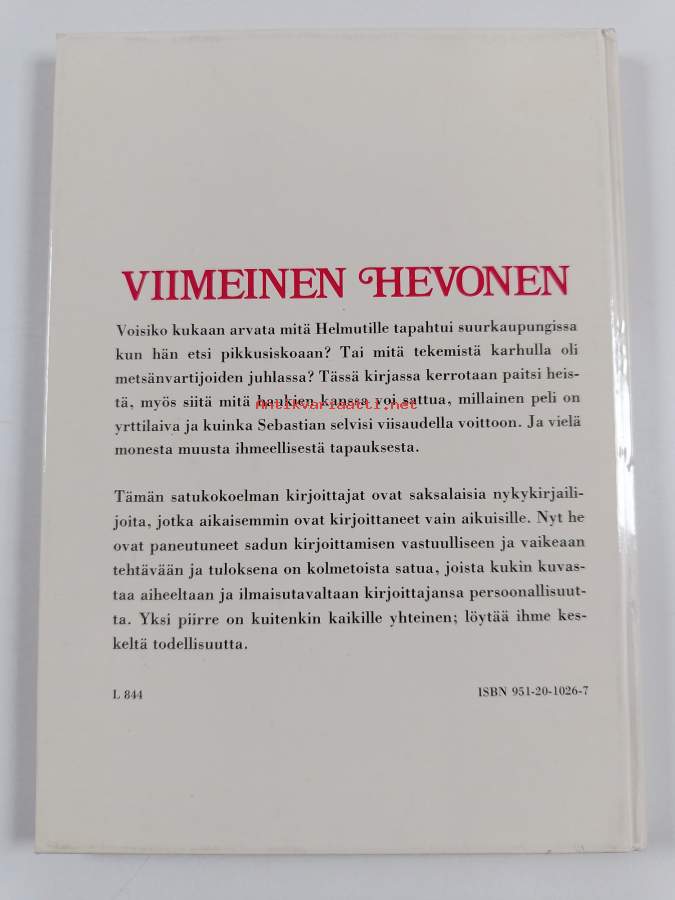 VIIMEINEN HEVONEN
Voisiko kukaan arvata mitä Helmutille tapahtui suurkaupungissa
kun hän etsi pikkusiskoaan? Tai mitä tekemistä karhulla oli
metsänvartijoiden juhlassa? Tässä kirjassa kerrotaan paitsi heis-
tä, myös siitä mitä haukien kanssa voi sattua, millainen peli on
Antikvariaatti.net
yrttilaiva ja kuinka Sebastian selvisi viisaudella voittoon. Ja vielä
monesta muusta ihmeellisestä tapauksesta.
Tämän satukokoelman kirjoittajat ovat saksalaisia nykykirjaili-
joita, jotka aikaisemmin ovat kirjoittaneet vain aikuisille. Nyt he
ovat paneutuneet sadun kirjoittamisen vastuulliseen ja vaikeaan
tehtävään ja tuloksena on kolmetoista satua, joista kukin kuvas-
taa aiheeltaan ja ilmaisutavaltaan kirjoittajansa persoonallisuut-
ta. Yksi piirre on kuitenkin kaikille yhteinen; löytää ihme kes-
keltä todellisuutta.
L 844
ISBN 951-20-1026-7